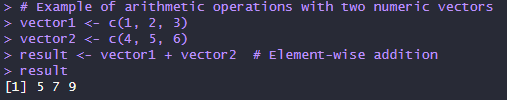 > # Example of arithmetic operations with two numeric vectors
> vector1 <- c(1, 2, 3)
> vector2 <- c(4, 5, 6)
> result <- vector1 + vector2  # Element-wise addition
> result
[1] 5 7 9